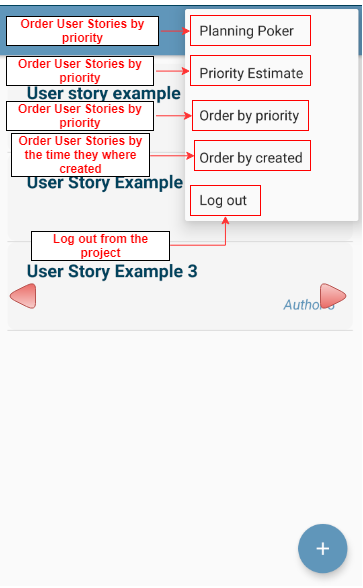 Order User Stories by
priority
Planning Poker
Order User Stories by
priority
Priority Estimate
User story example
Order User Stories by
priority
Order by priority
Order User Stories by
the time they where
created
Order by created
User Story Example
Log out
Log out from the
project
User Story Example 3
Author3
+